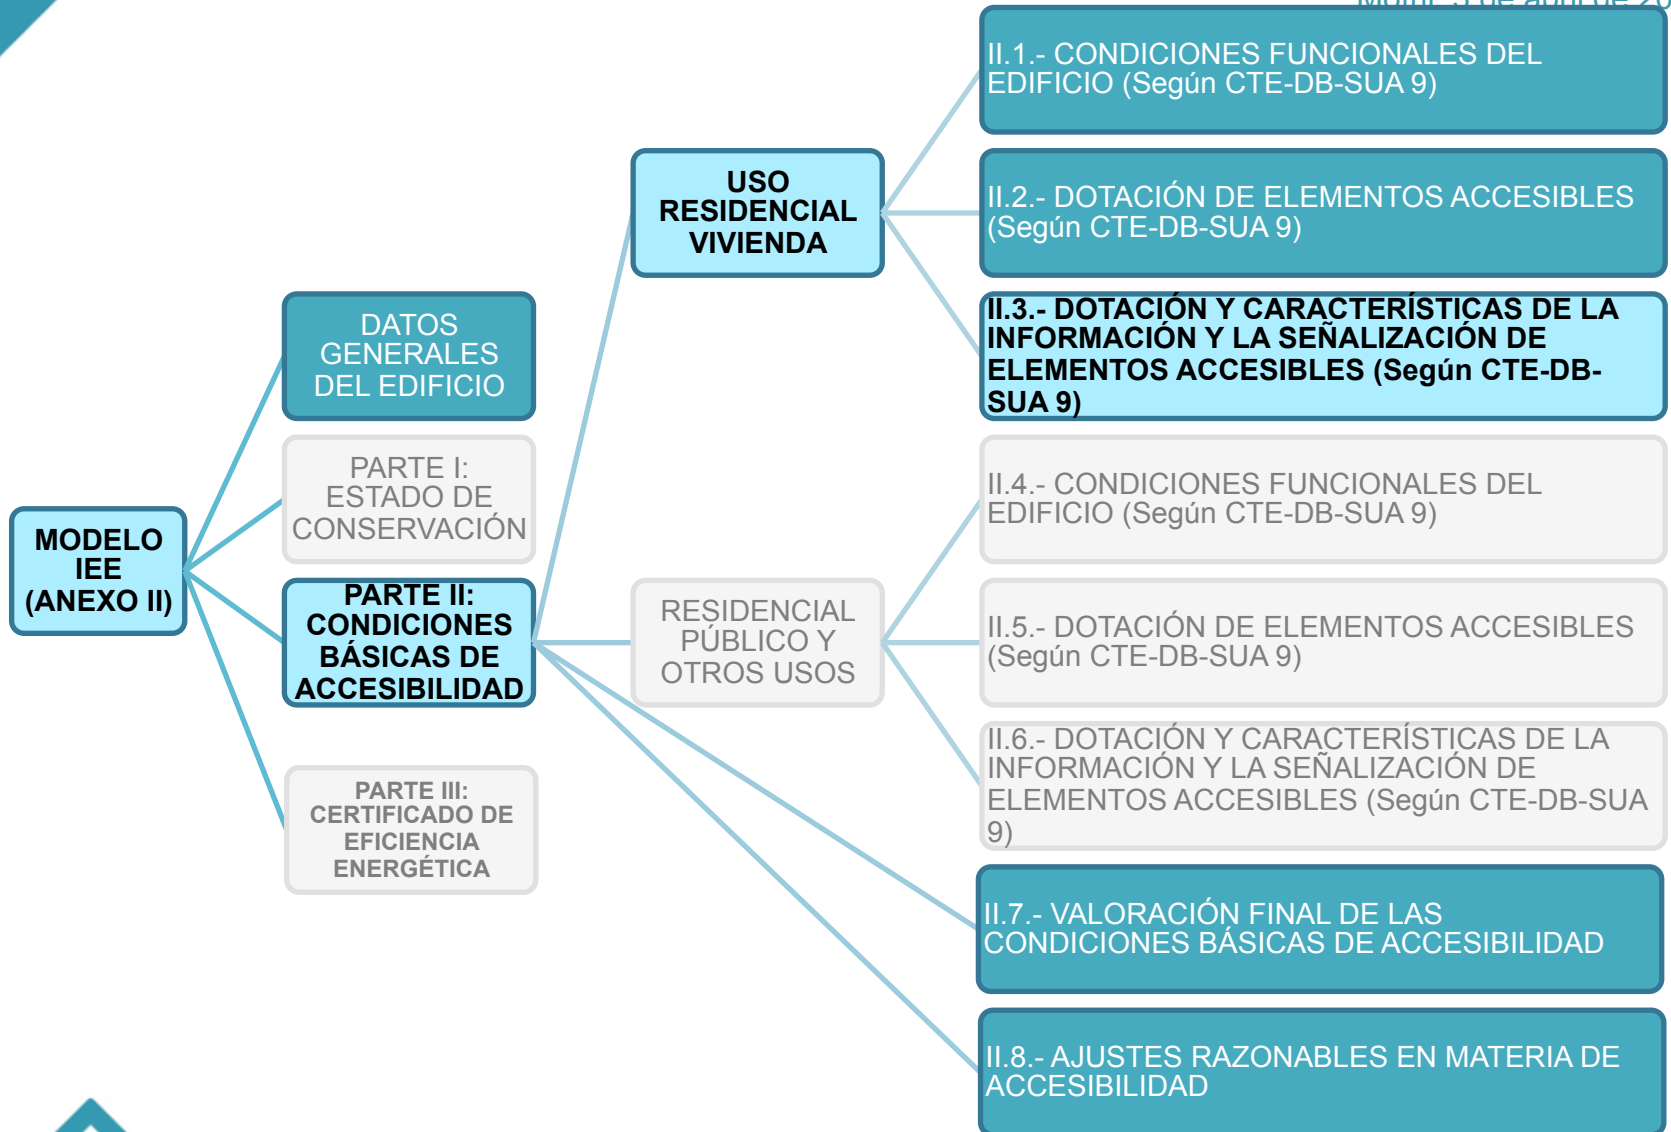 II.1.- CONDICIONES FUNCIONALES DEL
EDIFICIO (Según CTE-DB-SUA 9)
USO
RESIDENCIAL
VIVIENDA
II.2.- DOTACIÓN DE ELEMENTOS ACCESIBLES
(Según CTE-DB-SUA 9)
II.3.- DOTACIÓN Y CARACTERÍSTICAS DE LA
INFORMACIÓN Y LA SEÑALIZACIÓN DE
ELEMENTOS ACCESIBLES (Según CTE-DB-
SUA 9)
DATOS
GENERALES
DEL EDIFICIO
PARTE I:
ESTADO DE
CONSERVACIÓN
MODELO
IEE
(ANEXO II)
PARTE II:
CONDICIONES
BÁSICAS DE
ACCESIBILIDAD
RESIDENCIAL
PÚBLICO Y
OTROS USOS
II.4.- CONDICIONES FUNCIONALES DEL
EDIFICIO (Según CTE-DB-SUA 9)
II.5.- DOTACIÓN DE ELEMENTOS ACCESIBLES
(Según CTE-DB-SUA 9)
II.6.- DOTACIÓN Y CARACTERÍSTICAS DE LA
INFORMACIÓN Y LA SEÑALIZACIÓN DE
ELEMENTOS ACCESIBLES (Según CTE-DB-SUA
9)
PARTE III:
CERTIFICADO DE
EFICIENCIA
ENERGÉTICA
II.7.- VALORACIÓN FINAL DE LAS
CONDICIONES BÁSICAS DE ACCESIBILIDAD
II.8.- AJUSTES RAZONABLES EN MATERIA DE
ACCESIBILIDAD